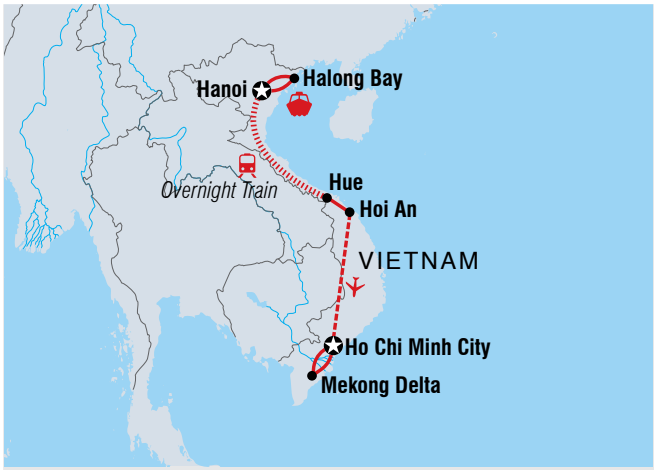 Halong Bay
Hanoi
Overnight Train
Hue
Hoi An
VIETNAM
Ho Chi Minh City
Mekong Delta